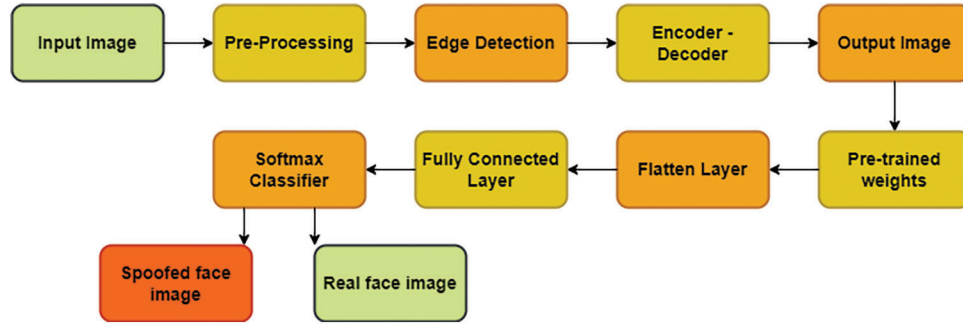 Input Image
Pre-Processing
Edge Detection
Encoder -
Decoder
Output Image
Pre-trained
weights
Flatten Layer
Fully Connected
Layer
Softmax
Classifier
Spoofed face
image
Real face image